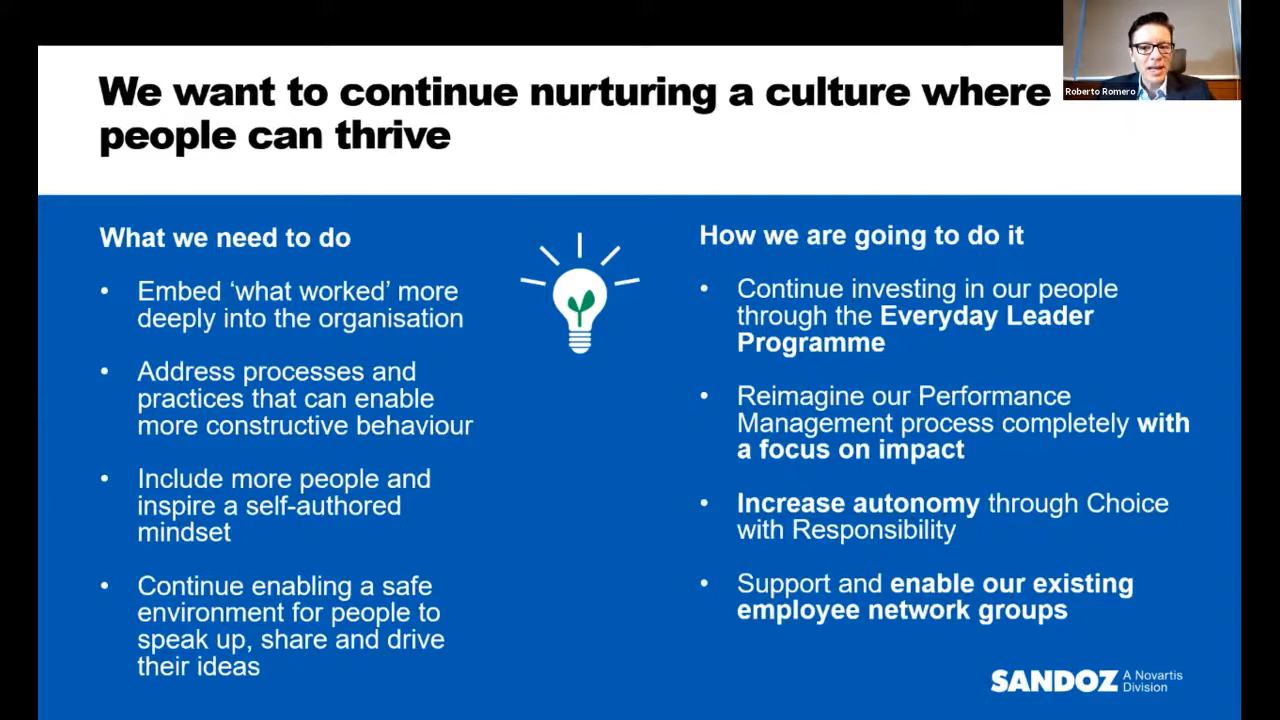 We want to continue nurturing a culture where
people can thrive
Roberto Romero
What we need to do
• Embed ‘what worked’ more
deeply into the organisation
• Address processes and
practices that can enable
more constructive behaviour
• Include more people and
inspire a self-authored
mindset
• Continue enabling a safe
environment for people to
speak up, share and drive
their ideas
How we are going to do it
• Continue investing in our people
through the Everyday Leader
Programme
• Reimagine our Performance
Management process completely with
a focus on impact
• Increase autonomy through Choice
with Responsibility
• Support and enable our existing
employee network groups
SANDOZ A Novartis
Division